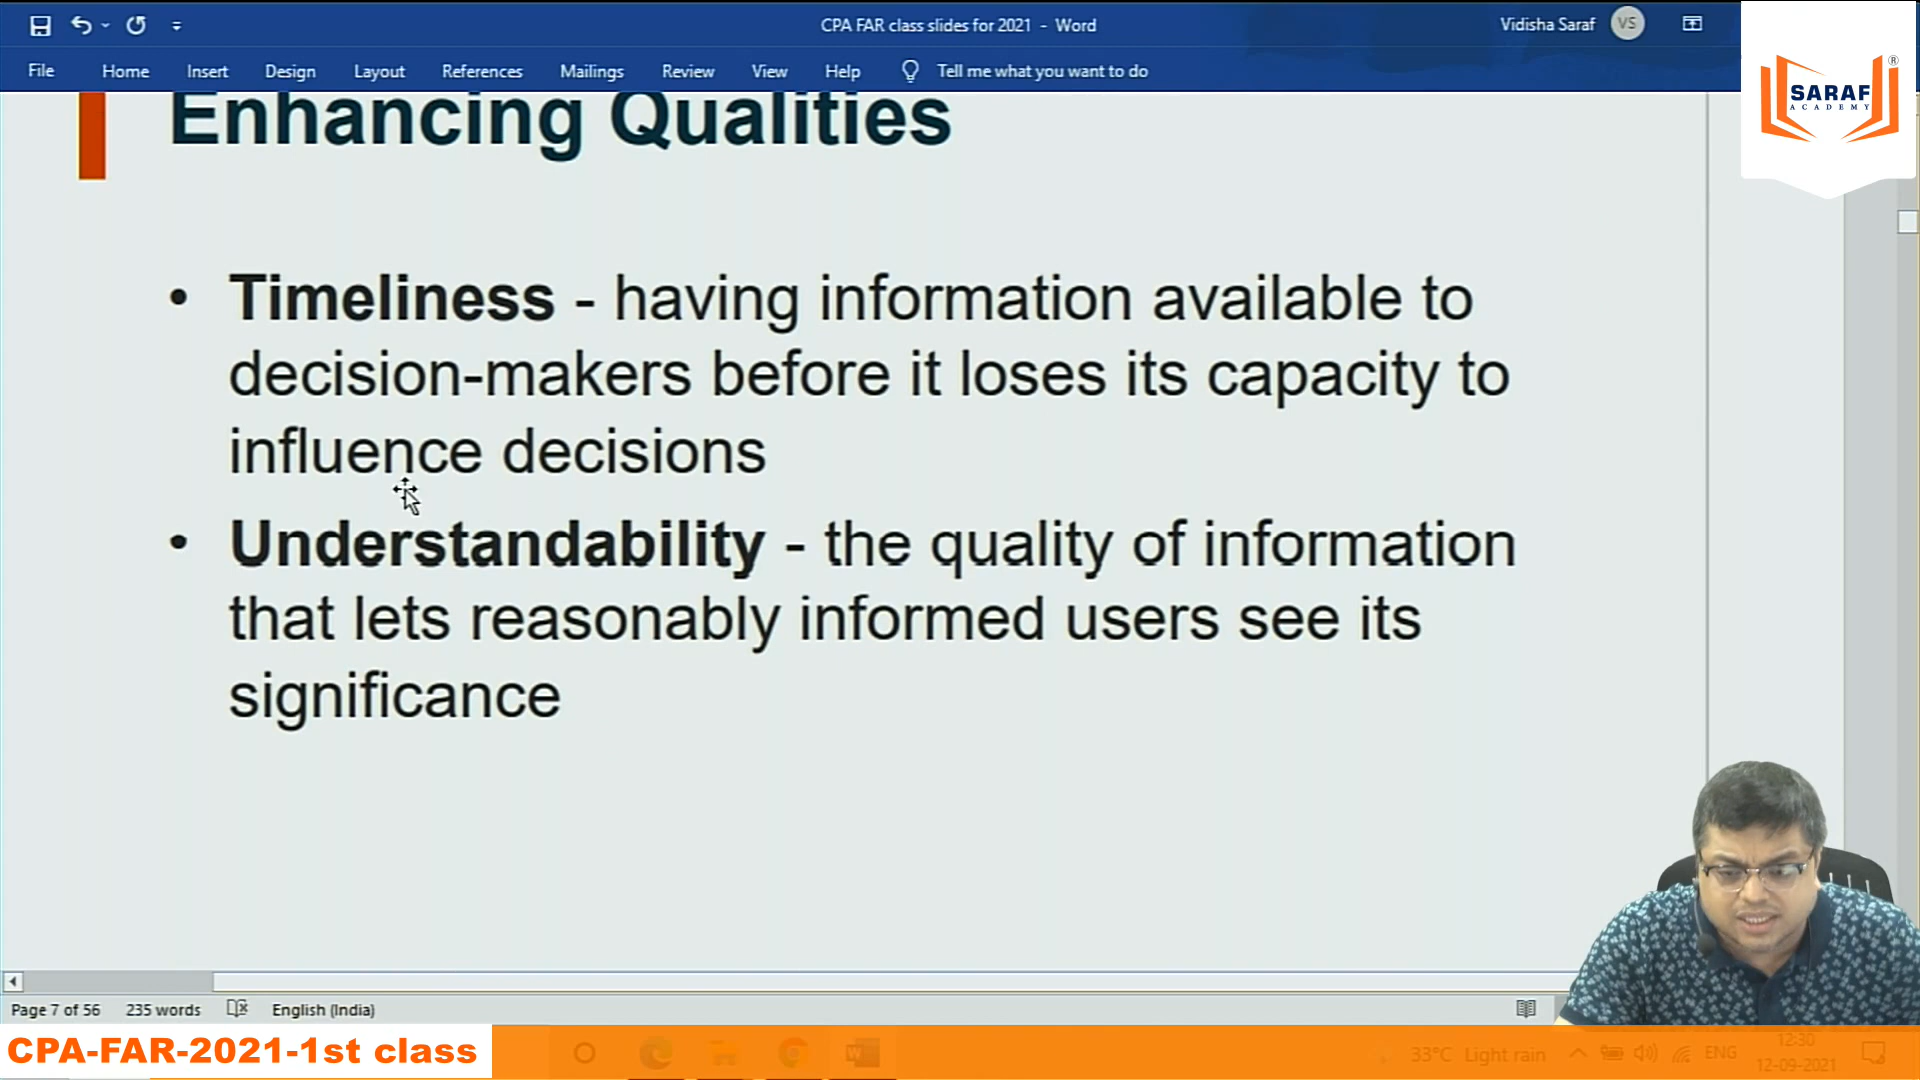 CPA FAR class slides for 2021 - Word
Vidisha Saraf
VS
File Home Insert Design Layout References Mailings Review View Help Tell me what you want to do
SARAF
ACADEMY
®
Enhancing Qualities
• Timeliness - having information available to
decision-makers before it loses its capacity to
influence decisions
• Understandability - the quality of information
that lets reasonably informed users see its
significance
Page 7 of 56 235 words English (India)
CPA-FAR-2021-1st class
33°C Light rain
ENG
12:30
12-09-2021